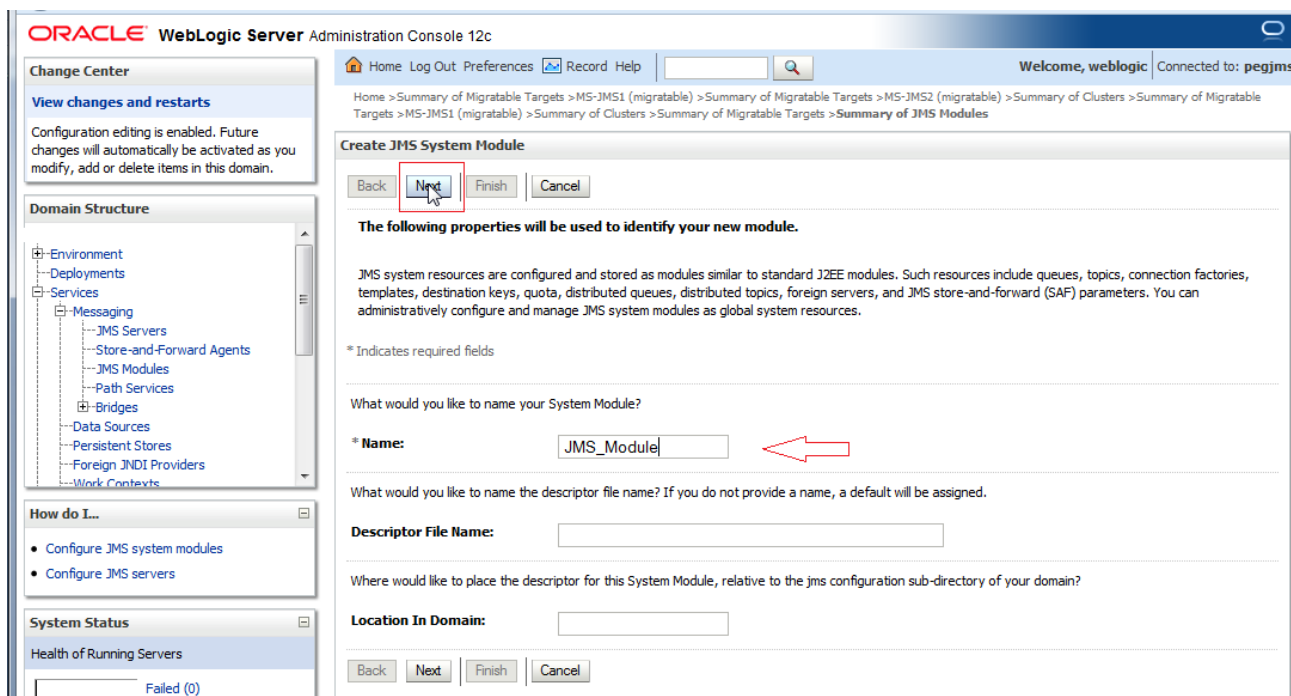 ORACLE WebLogic Server Administration Console 12c
Change Center
View changes and restarts
Configuration editing is enabled. Future
changes will automatically be activated as you
modify, add or delete items in this domain.
Domain Structure
Environment
Deployments
Services
Messaging
JMS Servers
Store-and-Forward Agents
JMS Modules
Path Services
Bridges
Data Sources
Persistent Stores
Foreign JNDI Providers
Work Contexts
How do I...
Configure JMS system modules
Configure JMS servers
System Status
Health of Running Servers
Failed (0)
Home Log Out Preferences Record Help
Welcome, weblogic Connected to: pegjms
Home >Summary of Migratable Targets >MS-JMS1 (migratable) >Summary of Migratable Targets >MS-JMS2 (migratable) >Summary of Clusters >Summary of Migratable
Targets >MS-JMS1 (migratable) >Summary of Clusters >Summary of Migratable Targets >Summary of JMS Modules
Create JMS System Module
Back Next Finish Cancel
The following properties will be used to identify your new module.
JMS system resources are configured and stored as modules similar to standard J2EE modules. Such resources include queues, topics, connection factories,
templates, destination keys, quota, distributed queues, distributed topics, foreign servers, and JMS store-and-forward (SAF) parameters. You can
administratively configure and manage JMS system modules as global system resources.
* Indicates required fields
What would you like to name your System Module?
* Name: JMS_Module
What would you like to name the descriptor file name? If you do not provide a name, a default will be assigned.
Descriptor File Name:
Where would like to place the descriptor for this System Module, relative to the jms configuration sub-directory of your domain?
Location In Domain:
Back Next Finish Cancel